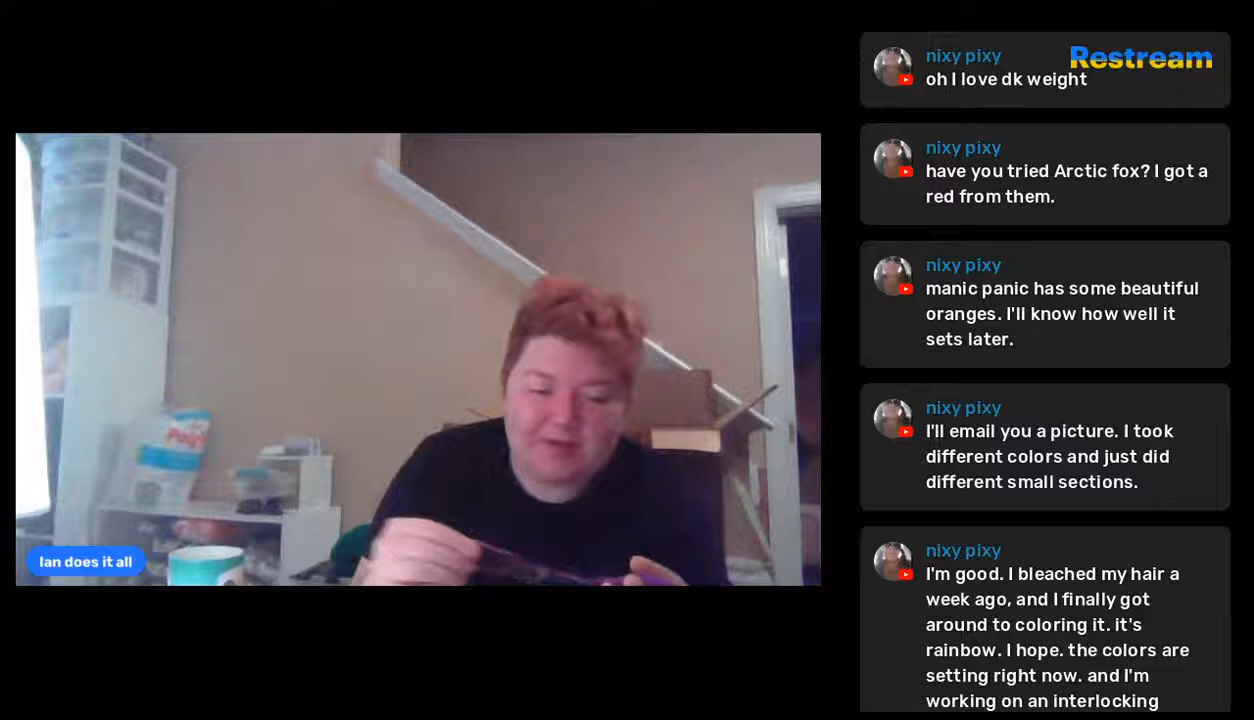 nixy pixy
Restream
oh I love dk weight
nixy pixy
have you tried Arctic fox? I got a
red from them.
nixy pixy
manic panic has some beautiful
oranges. I'll know how well it
sets later.
nixy pixy
I'll email you a picture. I took
different colors and just did
different small sections.
nixy pixy
I'm good. I bleached my hair a
week ago, and I finally got
around to coloring it. it's
rainbow. I hope. the colors are
setting right now. and I'm
working on an interlocking
Poly
Ian does it all